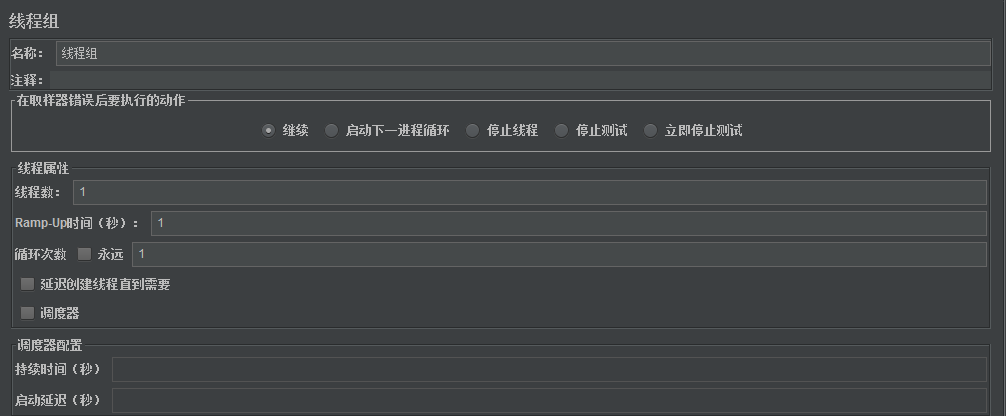 线程组
名称： 线程组
注释：
在取样器错误后要执行的动作
继续 启动下一进程循环 停止线程 停止测试 立即停止测试
线程属性
线程数： 1
Ramp-Up时间（秒）： 1
循环次数 永远 1
延迟创建线程直到需要
调度器
调度器配置
持续时间（秒）
启动延迟（秒）